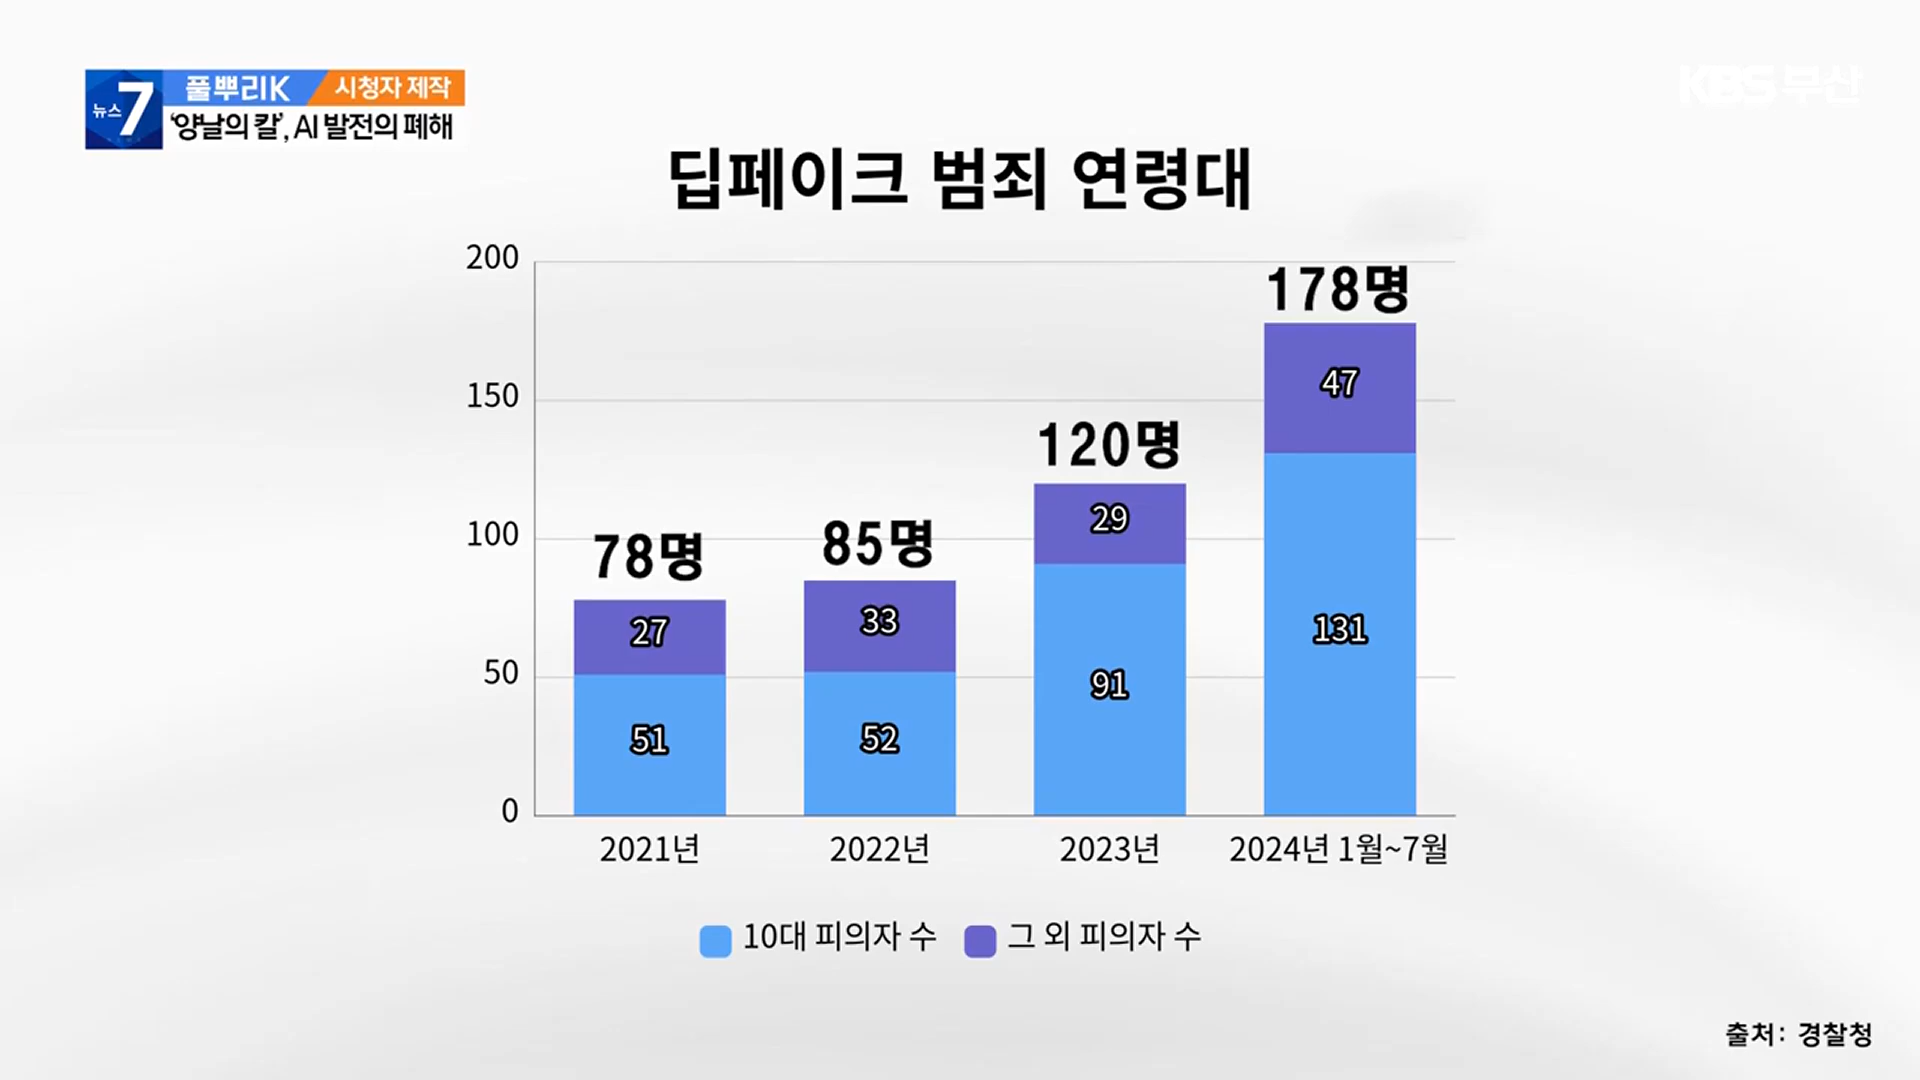 뉴스 7
풀뿌리K 시청자 제작
‘양날의 칼’, AI 발전의 폐해
KBS 부산
딥페이크 범죄 연령대
200
150
100
50
0
78명
27
51
85명
33
52
120명
29
91
178명
47
131
2021년 2022년 2023년 2024년 1월~7월
10대 피의자 수 그 외 피의자 수
출처: 경찰청